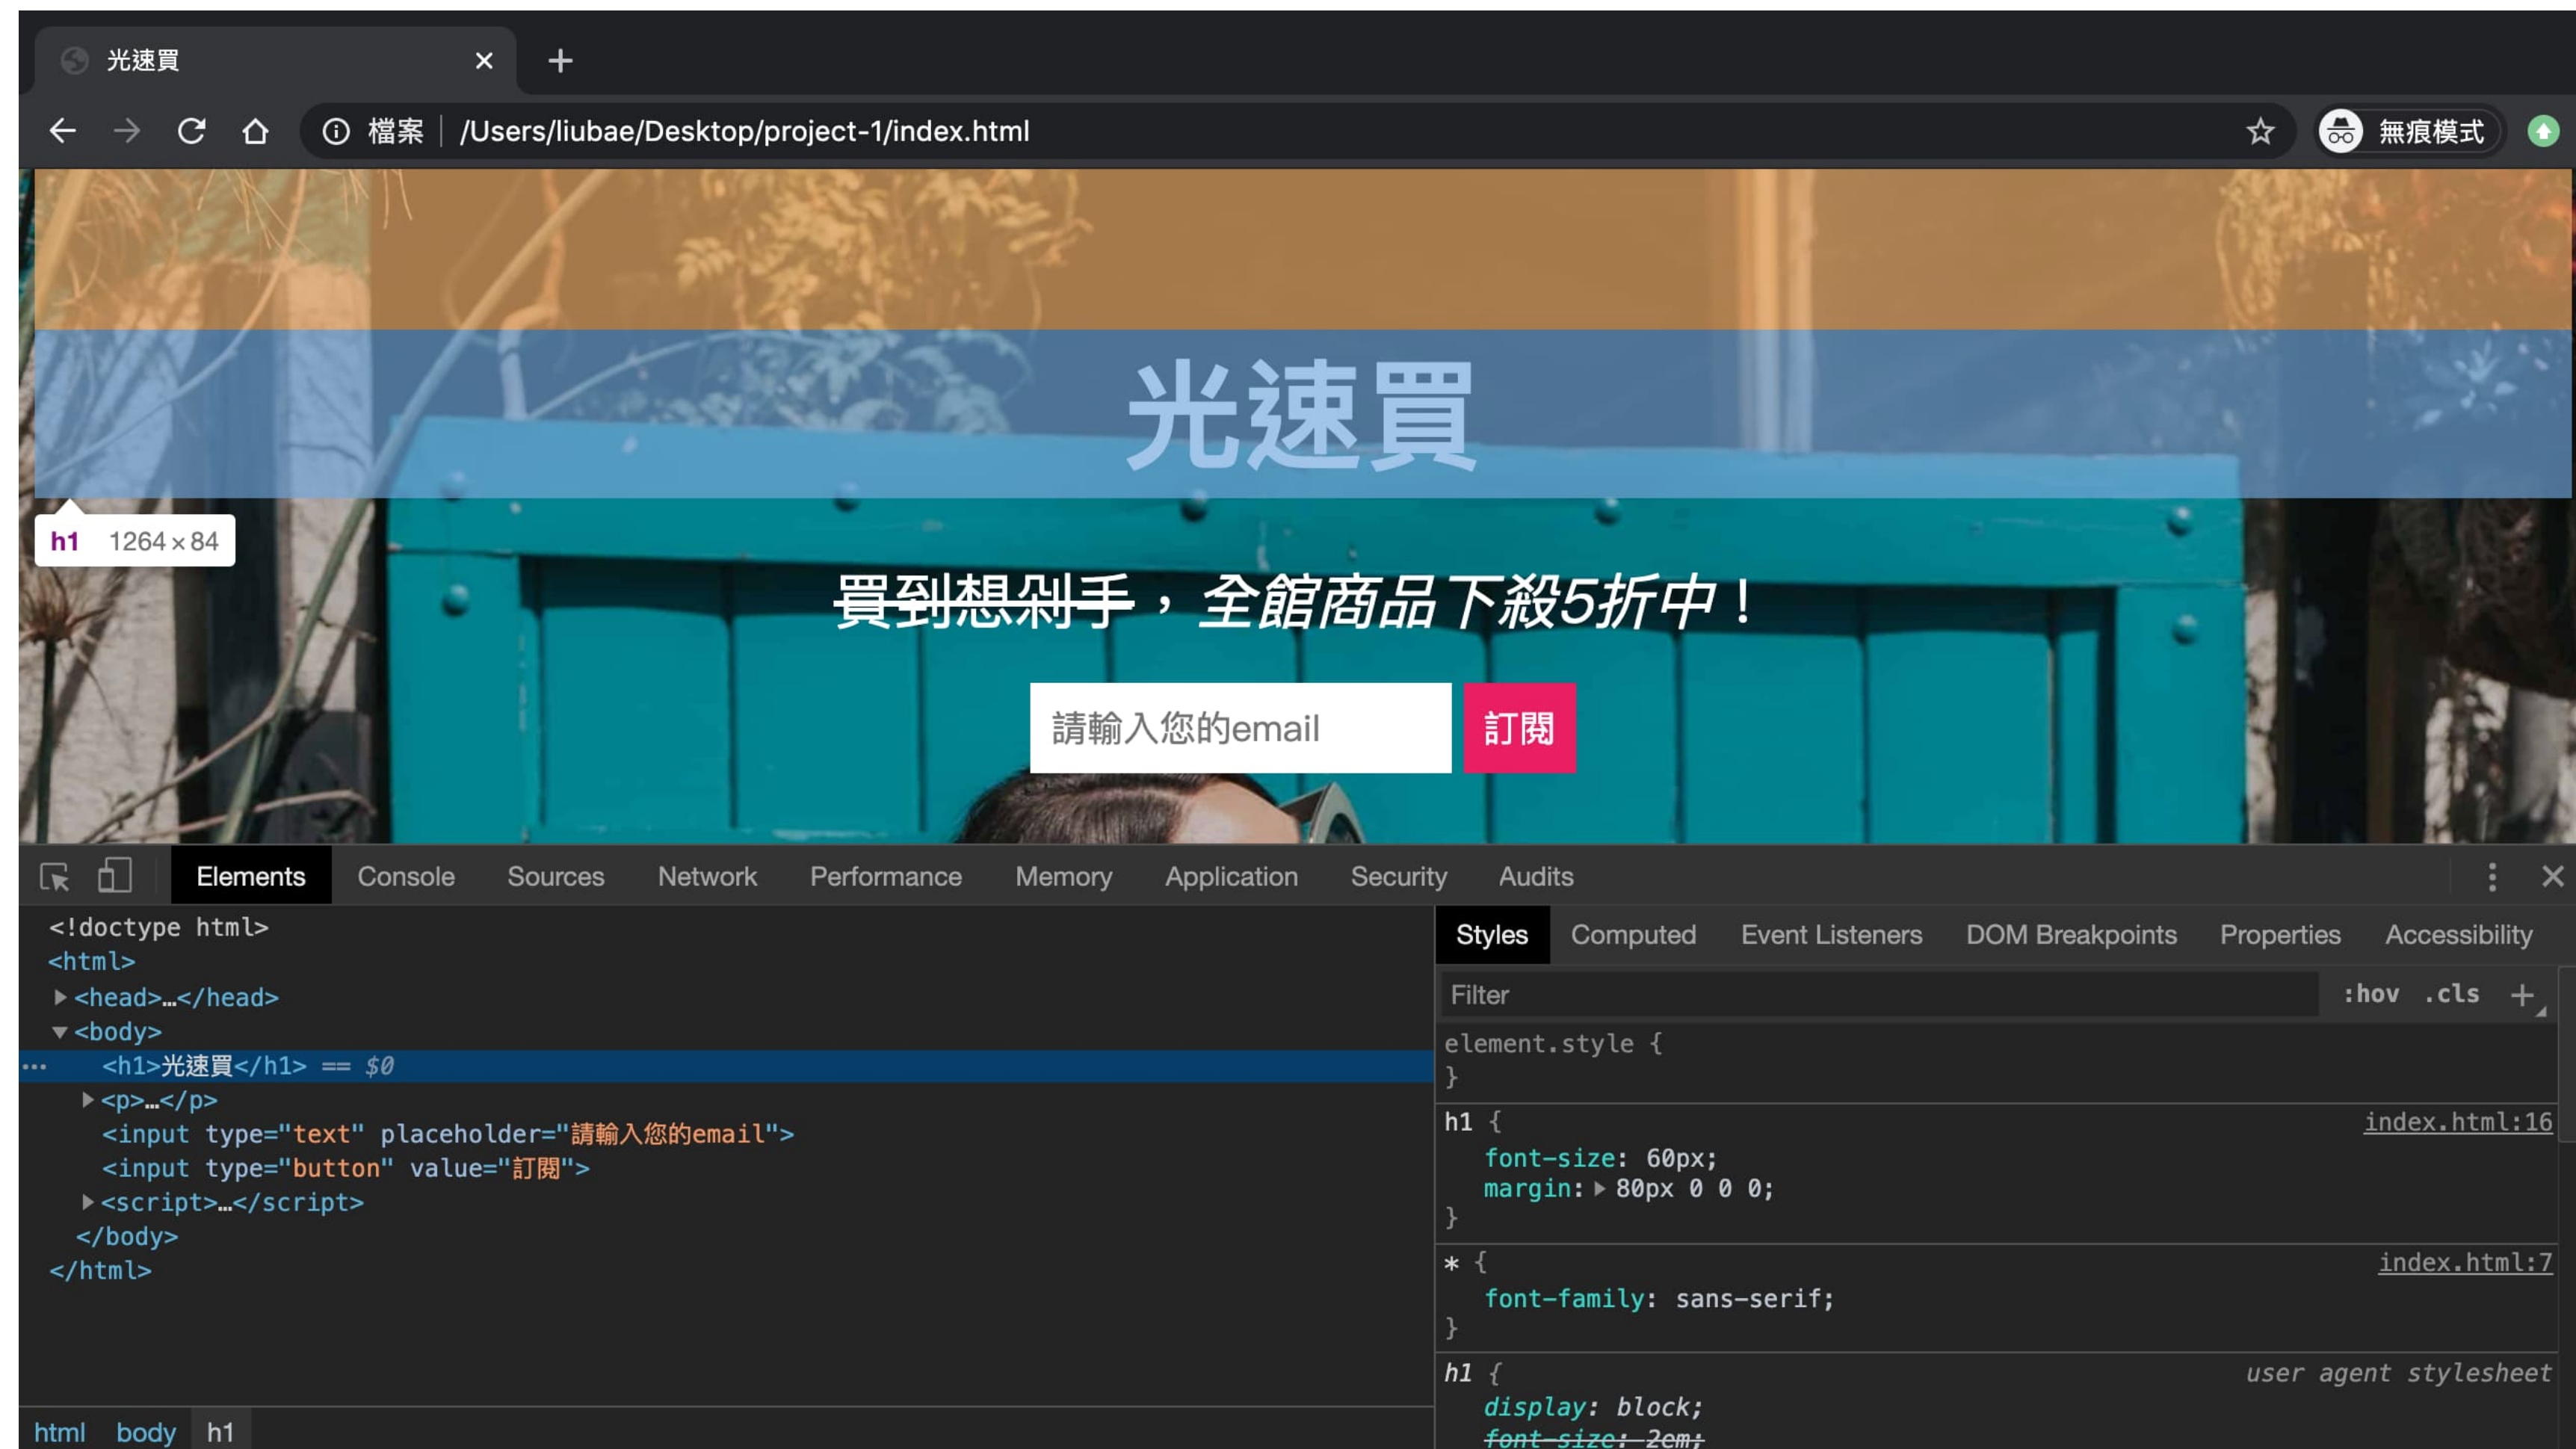 光速買
檔案 /Users/liubae/Desktop/project-1/index.html 無痕模式
光速買
h1 1264 × 84
買到想剁手，全館商品下殺5折中！
請輸入您的email 訂閱
Elements Console Sources Network Performance Memory Application Security Audits
<!doctype html>
<html>
<head>…</head>
<body>
<h1>光速買</h1> == $0
<p>…</p>
<input type="text" placeholder="請輸入您的email">
<input type="button" value="訂閱">
<script>…</script>
</body>
</html>
html body h1
Styles Computed Event Listeners DOM Breakpoints Properties Accessibility
Filter :hov .cls +
element.style {
}
h1 { index.html:16
font-size: 60px;
margin: 80px 0 0 0;
}
* { index.html:7
font-family: sans-serif;
}
h1 { user agent stylesheet
display: block;
font-size: 2em;